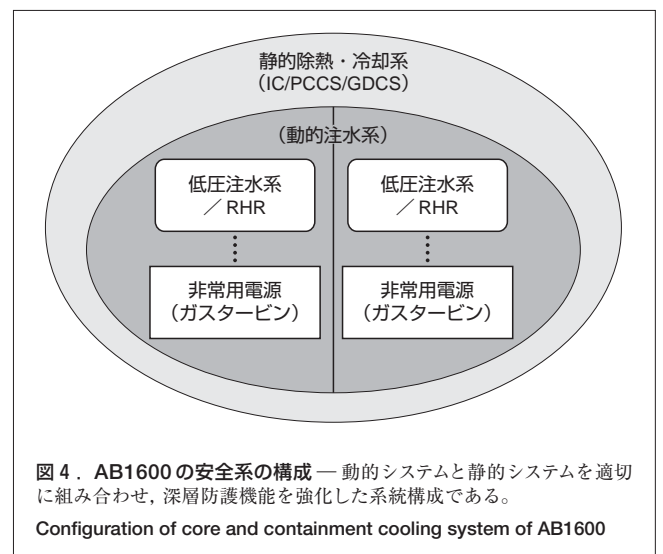 静的除熱・冷却系
（IC/PCCS/GDCS）
（動的注水系）
低圧注水系
／RHR
低圧注水系
／RHR
非常用電源
（ガスタービン）
非常用電源
（ガスタービン）
図4．AB1600の安全系の構成 ― 動的システムと静的システムを適切
に組み合わせ，深層防護機能を強化した系統構成である。
Configuration of core and containment cooling system of AB1600